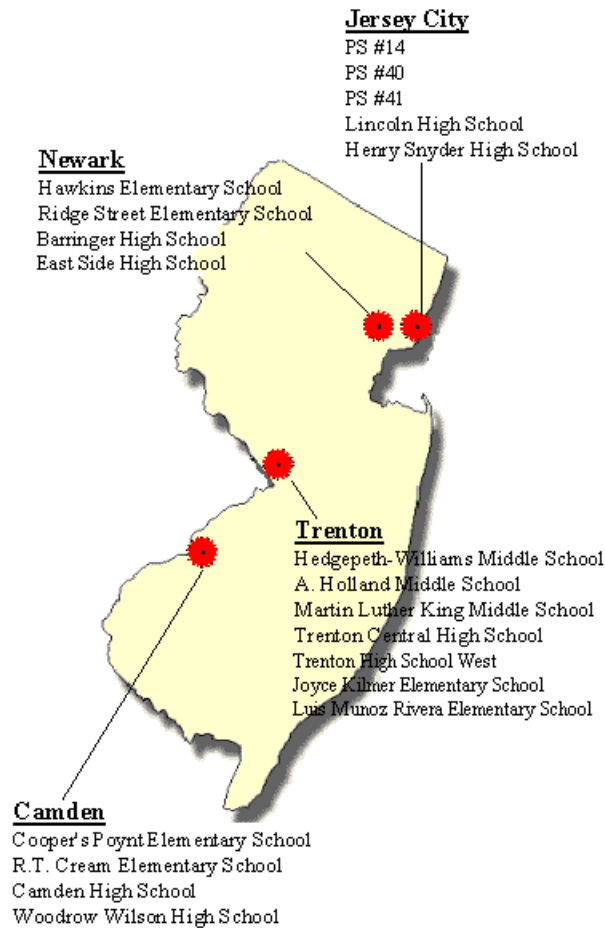 Jersey City
PS #14
PS #40
PS #41
Lincoln High School
Henry Snyder High School
Newark
Hawkins Elementary School
Ridge Street Elementary School
Barringer High School
East Side High School
Trenton
Hedgepeth-Williams Middle School
A. Holland Middle School
Martin Luther King Middle School
Trenton Central High School
Trenton High School West
Joyce Kilmer Elementary School
Luis Munoz Rivera Elementary School
Camden
Cooper's Poynt Elementary School
R.T. Cream Elementary School
Camden High School
Woodrow Wilson High School